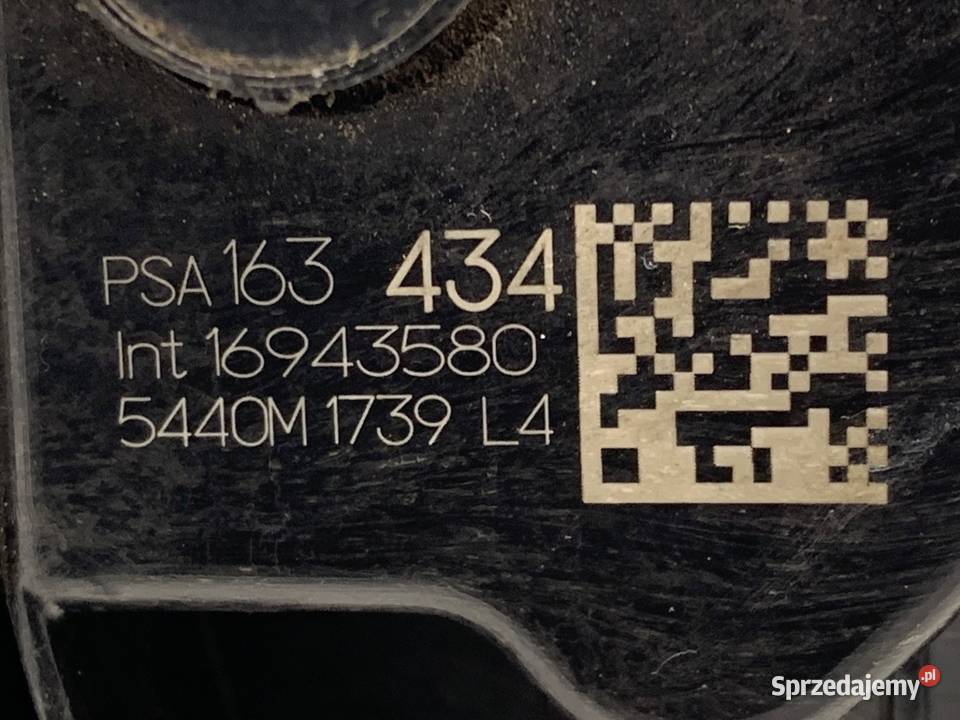 PSA 163 434
Int 16943580
5440M 1739 L4
Sprzedajemy.pl